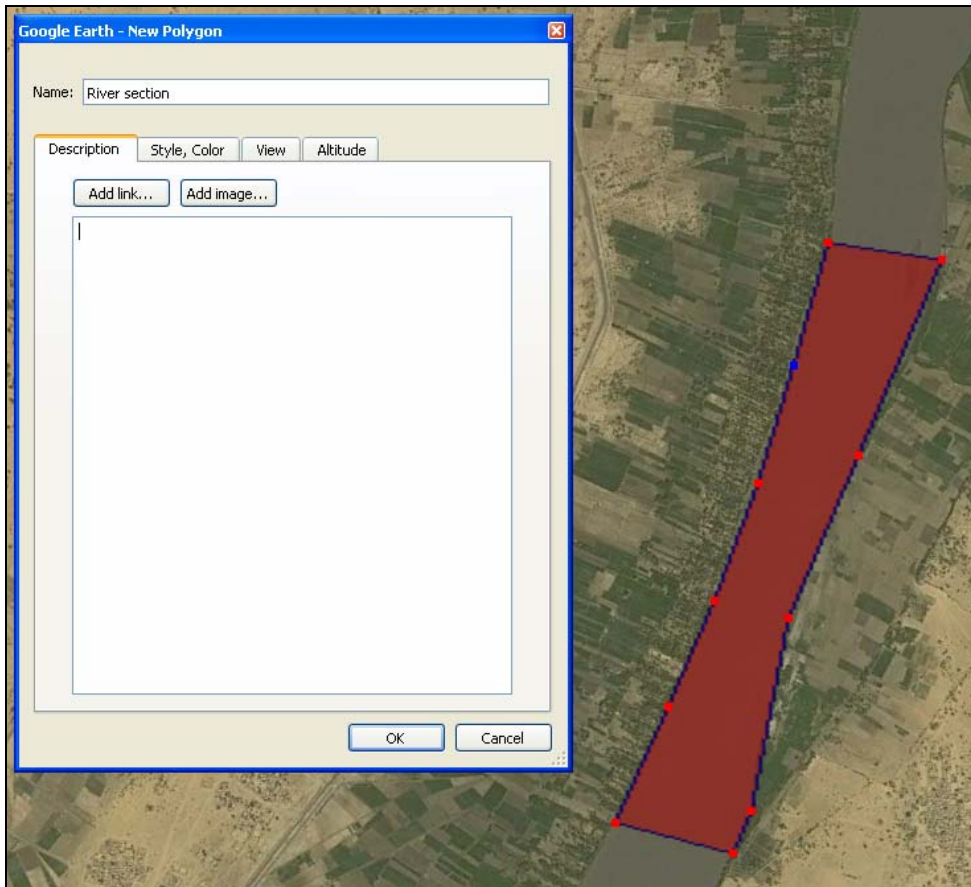 Google Earth - New Polygon
Name: River section
Description Style, Color View Altitude
Add link... Add image...
OK Cancel